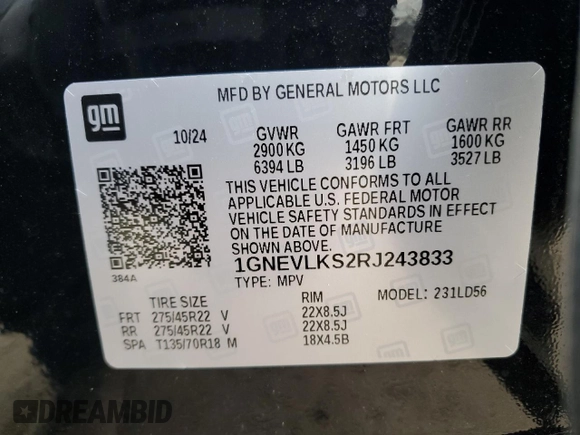 MFD BY GENERAL MOTORS LLC
gm
10/24 GVWR GAWR FRT GAWR RR
2900 KG 1450 KG 1600 KG
6394 LB 3196 LB 3527 LB
THIS VEHICLE CONFORMS TO ALL
APPLICABLE U.S. FEDERAL MOTOR
VEHICLE SAFETY STANDARDS IN EFFECT
ON THE DATE OF MANUFACTURE
SHOWN ABOVE.
384A
1GNEVLKS2RJ243833
TYPE: MPV MODEL: 231LD56
TIRE SIZE RIM
FRT 275/45R22 V 22X8.5J
RR 275/45R22 V 22X8.5J
SPA T135/70R18 M 18X4.5B
DREAMBID